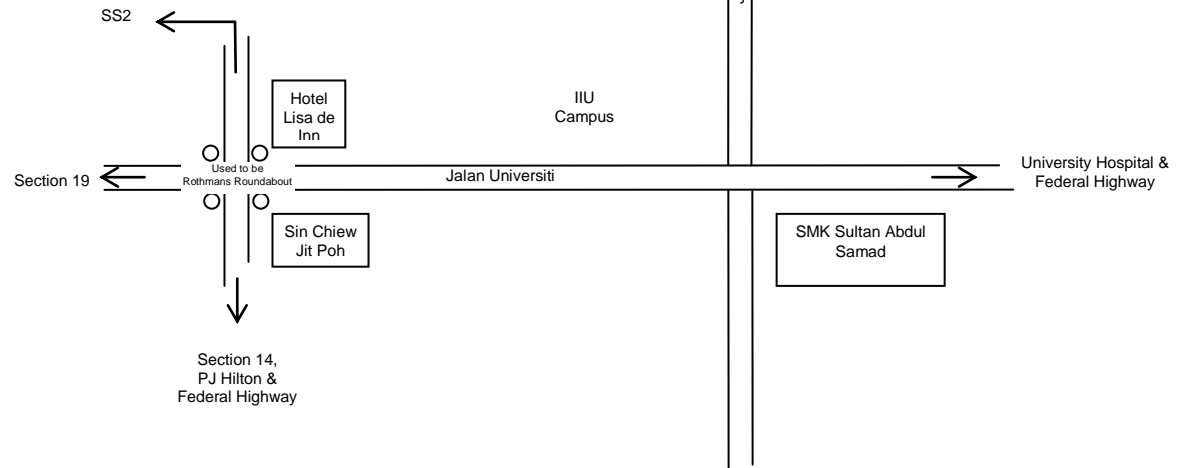 SS2
Hotel
Lisa de
Inn
IIU
Campus
Used to be
Rothmans Roundabout
Section 19
Jalan Universiti
University Hospital &
Federal Highway
Sin Chiew
Jit Poh
SMK Sultan Abdul
Samad
Section 14,
PJ Hilton &
Federal Highway